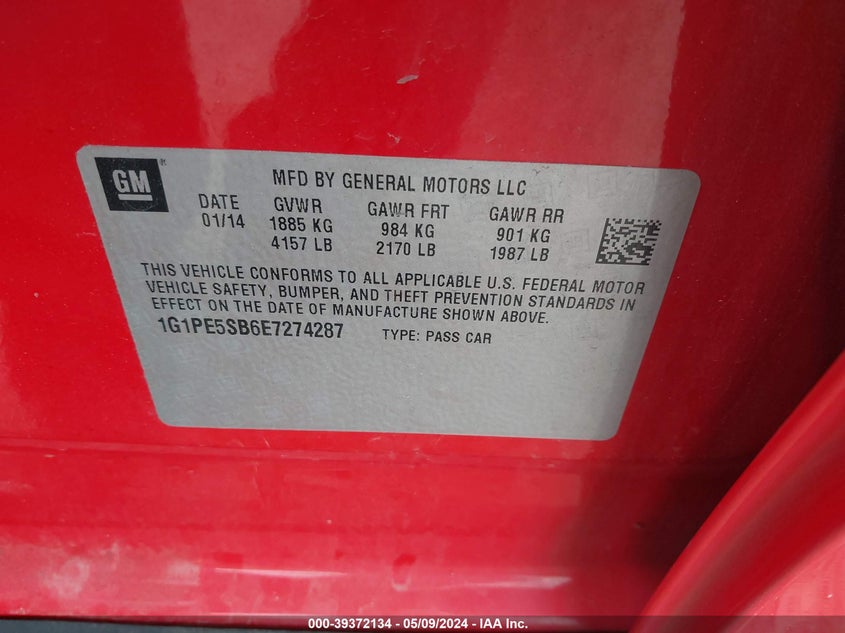 GM
MFD BY GENERAL MOTORS LLC
DATE GVWR GAWR FRT GAWR RR
01/14 1885 KG 984 KG 901 KG
4157 LB 2170 LB 1987 LB
THIS VEHICLE CONFORMS TO ALL APPLICABLE U.S. FEDERAL MOTOR
VEHICLE SAFETY, BUMPER, AND THEFT PREVENTION STANDARDS IN
EFFECT ON THE DATE OF MANUFACTURE SHOWN ABOVE.
1G1PE5SB6E7274287 TYPE: PASS CAR
000-39372134 - 05/09/2024 - IAA Inc.